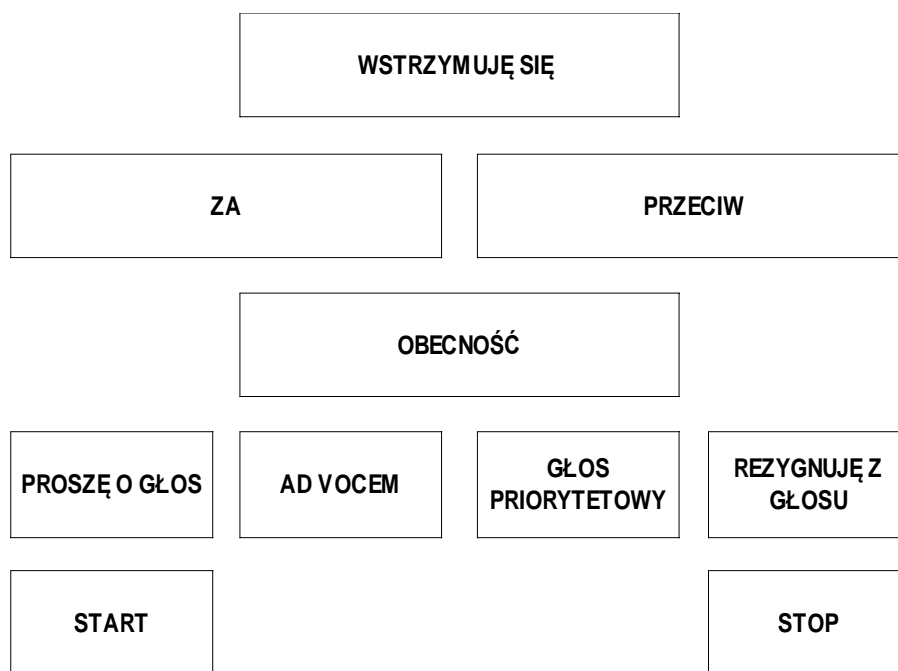 WSTRZYMUJĘ SIĘ
ZA
PRZECIW
OBECNOŚĆ
PROSZĘ O GŁOS
AD VOCEM
GŁOS
PRIORYTETOWY
REZYGNUJĘ Z
GŁOSU
START
STOP